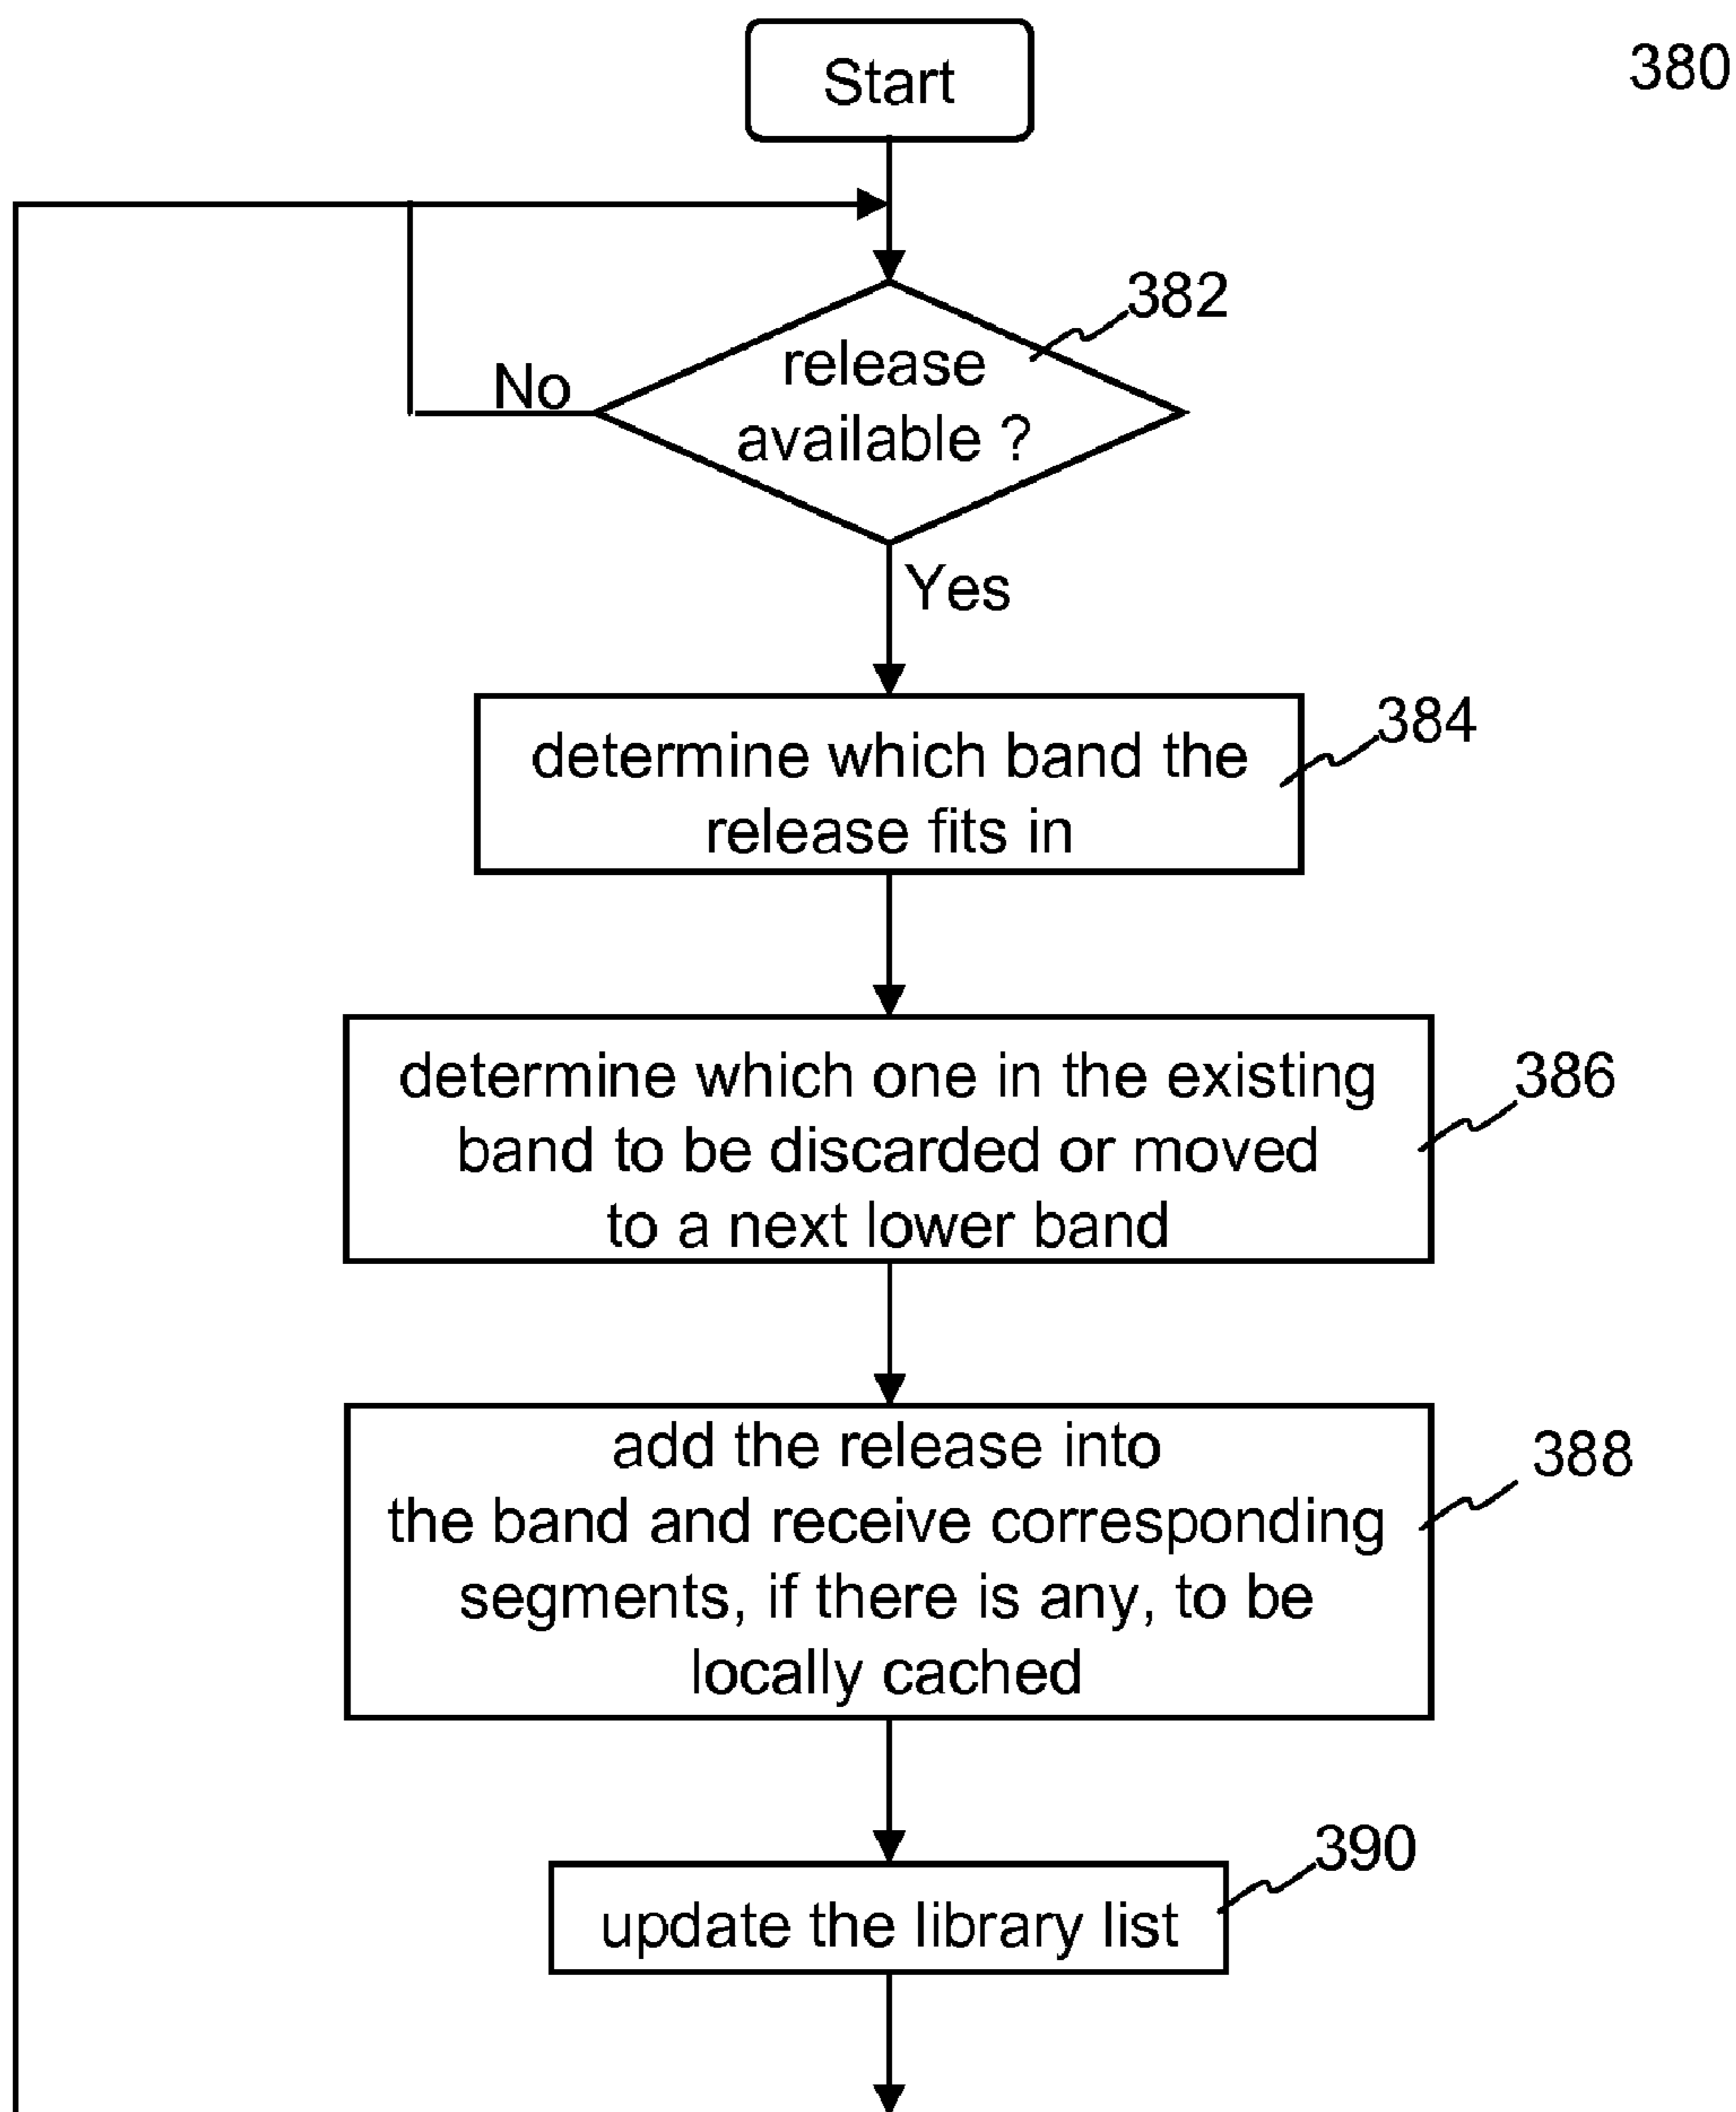 Start
380
382
release
available ?
No
Yes
384
determine which band the
release fits in
386
determine which one in the existing
band to be discarded or moved
to a next lower band
388
add the release into
the band and receive corresponding
segments, if there is any, to be
locally cached
390
update the library list